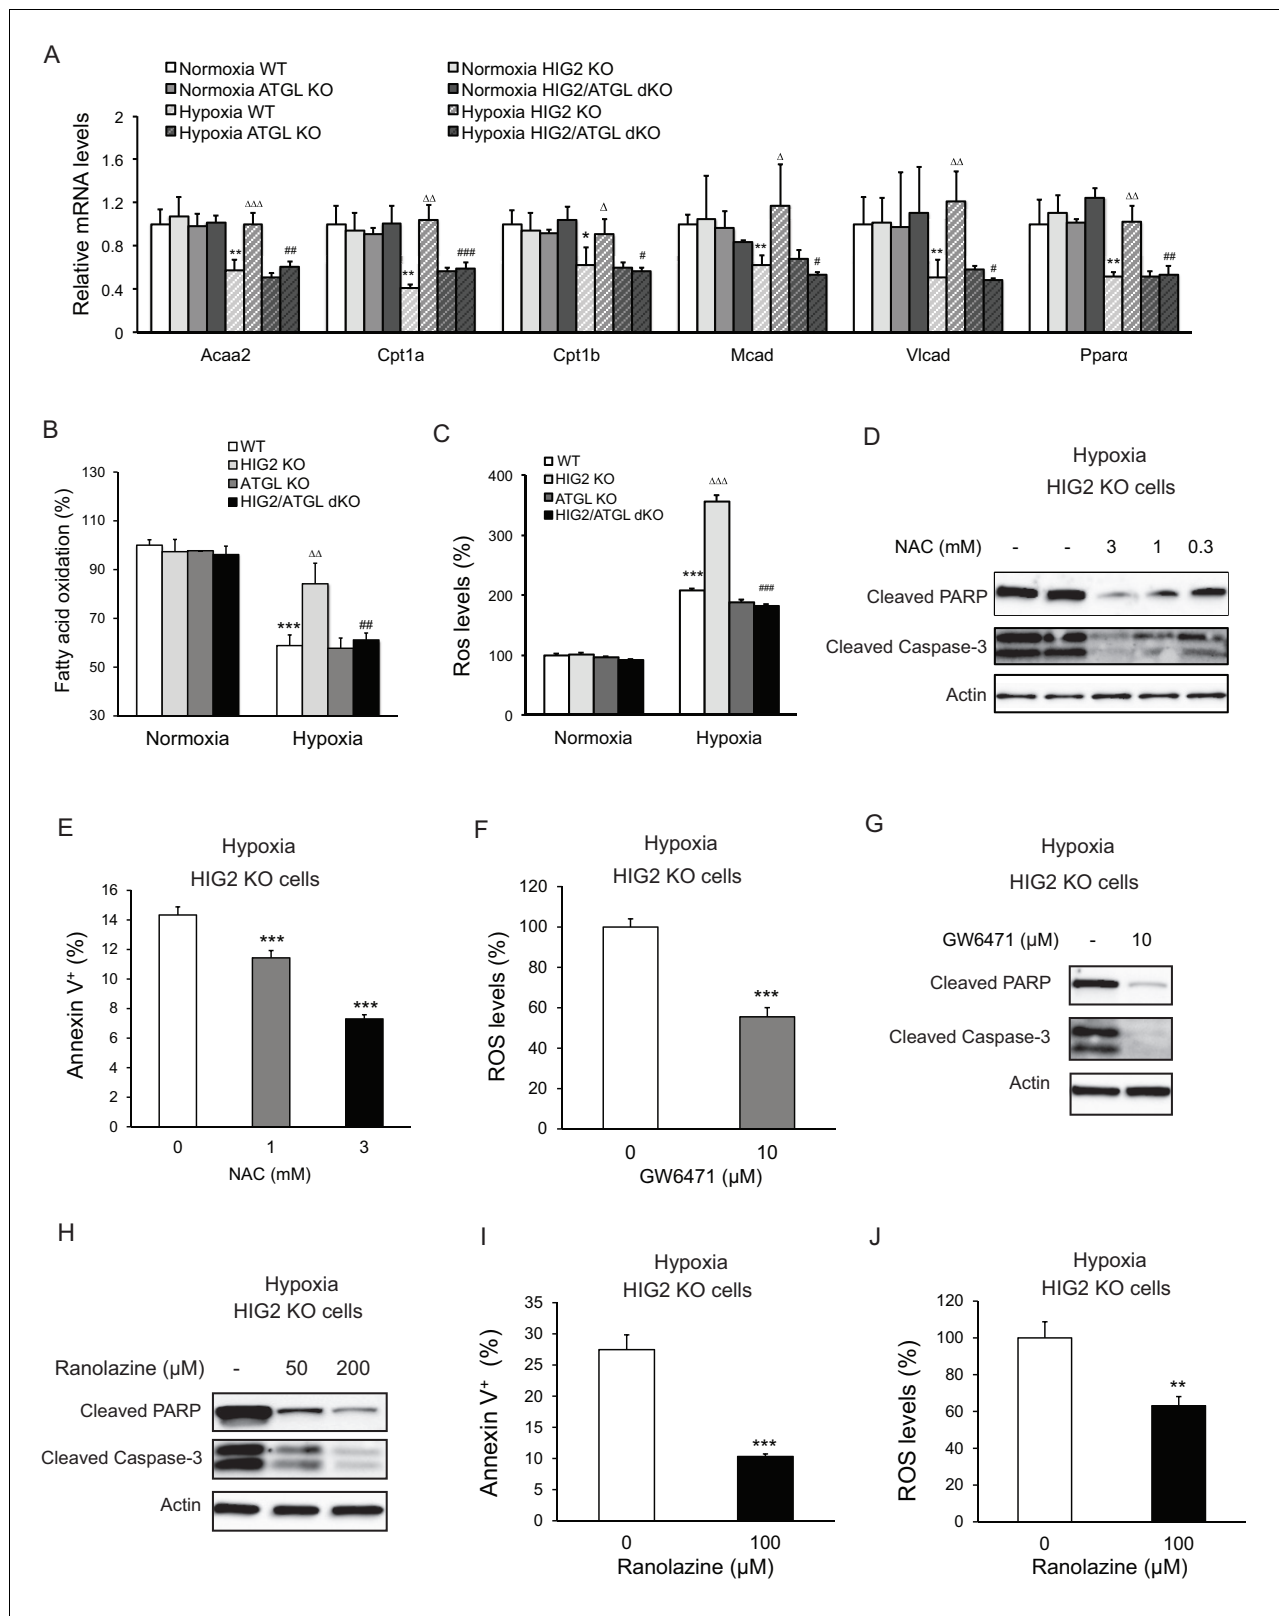 A
Normoxia WT
Normoxia HIG2 KO
Normoxia ATGL KO
Normoxia HIG2/ATGL dKO
Hypoxia WT
Hypoxia HIG2 KO
Hypoxia ATGL KO
Hypoxia HIG2/ATGL dKO
Relative mRNA levels
2
1.6
1.2
0.8
0.4
0
** ΔΔΔ ##
** ΔΔ ###
* Δ #
** Δ #
** ΔΔ #
** ΔΔ ##
Acaa2 Cpt1a Cpt1b Mcad Vlcad Pparα
B
WT
HIG2 KO
ATGL KO
HIG2/ATGL dKO
Fatty acid oxidation (%)
130
110
90
70
50
30
*** ΔΔ ##
Normoxia Hypoxia
C
WT
HIG2 KO
ATGL KO
HIG2/ATGL dKO
Ros levels (%)
400
300
200
100
0
*** ΔΔΔ ###
Normoxia Hypoxia
D
Hypoxia
HIG2 KO cells
NAC (mM) - - 3 1 0.3
Cleaved PARP
Cleaved Caspase-3
Actin
E
Hypoxia
HIG2 KO cells
Annexin V+ (%)
16
14
12
10
8
6
4
2
0
***
***
0 1 3
NAC (mM)
F
Hypoxia
HIG2 KO cells
ROS levels (%)
120
100
80
60
40
20
0
***
0 10
GW6471 (µM)
G
Hypoxia
HIG2 KO cells
GW6471 (µM) - 10
Cleaved PARP
Cleaved Caspase-3
Actin
H
Hypoxia
HIG2 KO cells
Ranolazine (µM) - 50 200
Cleaved PARP
Cleaved Caspase-3
Actin
I
Hypoxia
HIG2 KO cells
Annexin V+ (%)
35
30
25
20
15
10
5
0
***
0 100
Ranolazine (µM)
J
Hypoxia
HIG2 KO cells
ROS levels (%)
120
100
80
60
40
20
0
**
0 100
Ranolazine (µM)